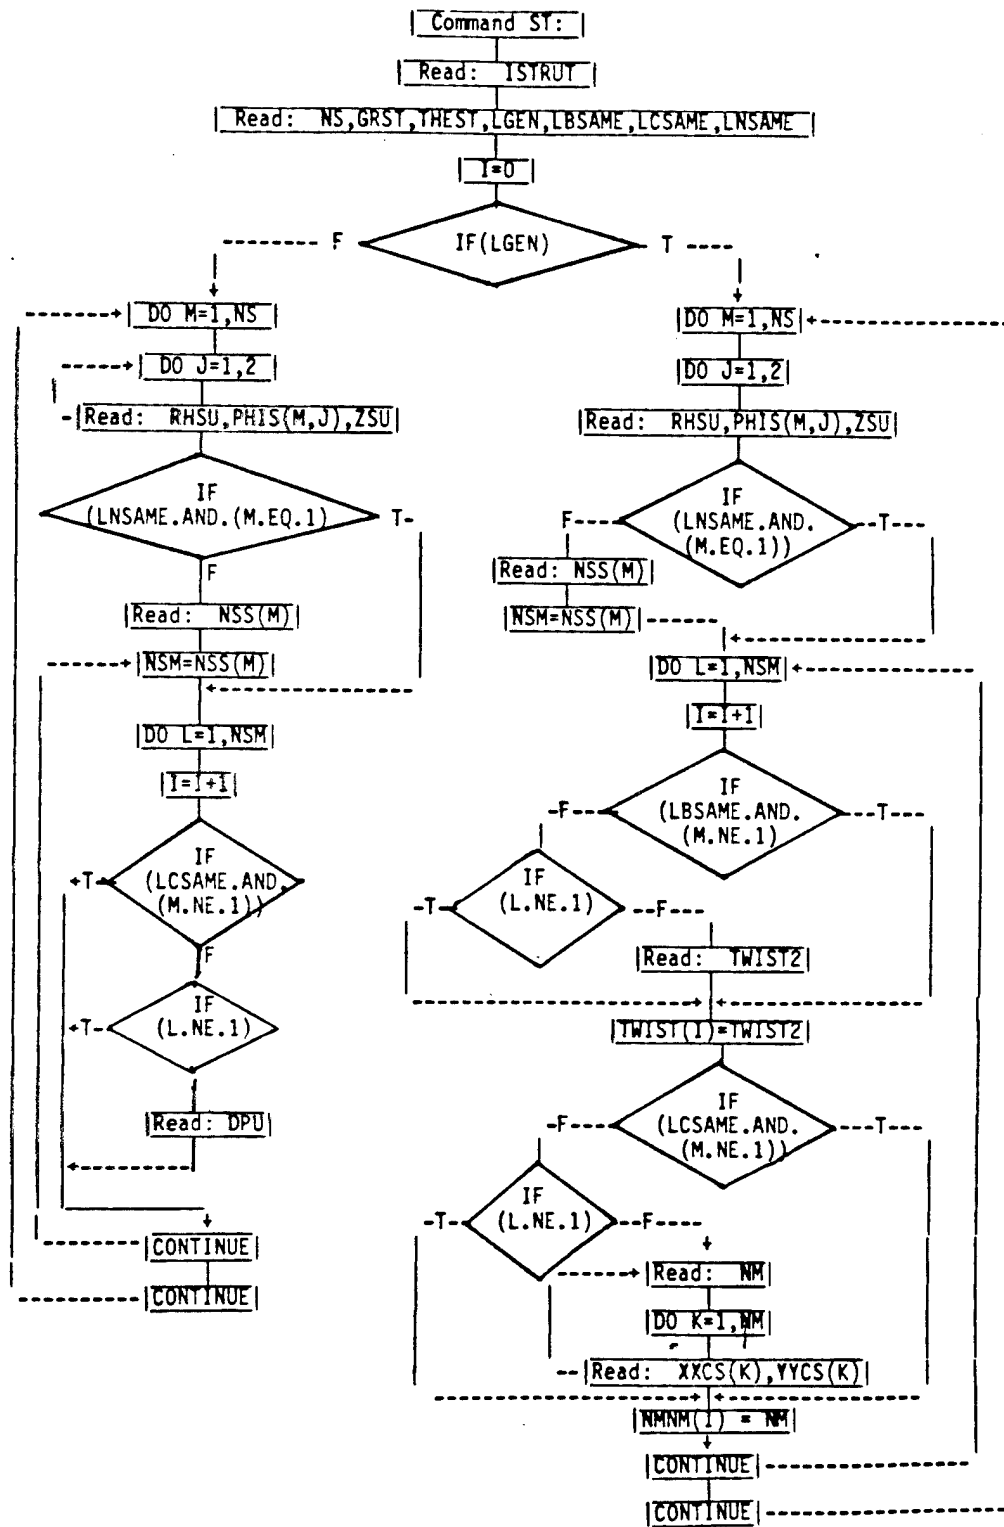 Command ST:
Read: ISTRUT
Read: NS,GRST,THEST,LGEN,LBSAME,LCSAME,LNSAME
I=0
IF(LGEN)
F
T
DO M=1,NS
DO J=1,2
Read: RHSU,PHIS(M,J),ZSU
IF
(LNSAME.AND.(M.EQ.1)
T
F
Read: NSS(M)
NSM=NSS(M)
DO L=1,NSM
I=I+1
IF
(LCSAME.AND.
(M.NE.1))
T
F
IF
(L.NE.1)
T
Read: DPU
CONTINUE
CONTINUE
DO M=1,NS
DO J=1,2
Read: RHSU,PHIS(M,J),ZSU
IF
(LNSAME.AND.
(M.EQ.1))
F
T
Read: NSS(M)
NSM=NSS(M)
DO L=1,NSM
I=I+1
IF
(LBSAME.AND.
(M.NE.1)
F
T
IF
(L.NE.1)
T
F
Read: TWIST2
TWIST(I)=TWIST2
IF
(LCSAME.AND.
(M.NE.1))
F
T
IF
(L.NE.1)
T
F
Read: NM
DO K=1,NM
Read: XXCS(K),YYCS(K)
NMNM(I) = NM
CONTINUE
CONTINUE